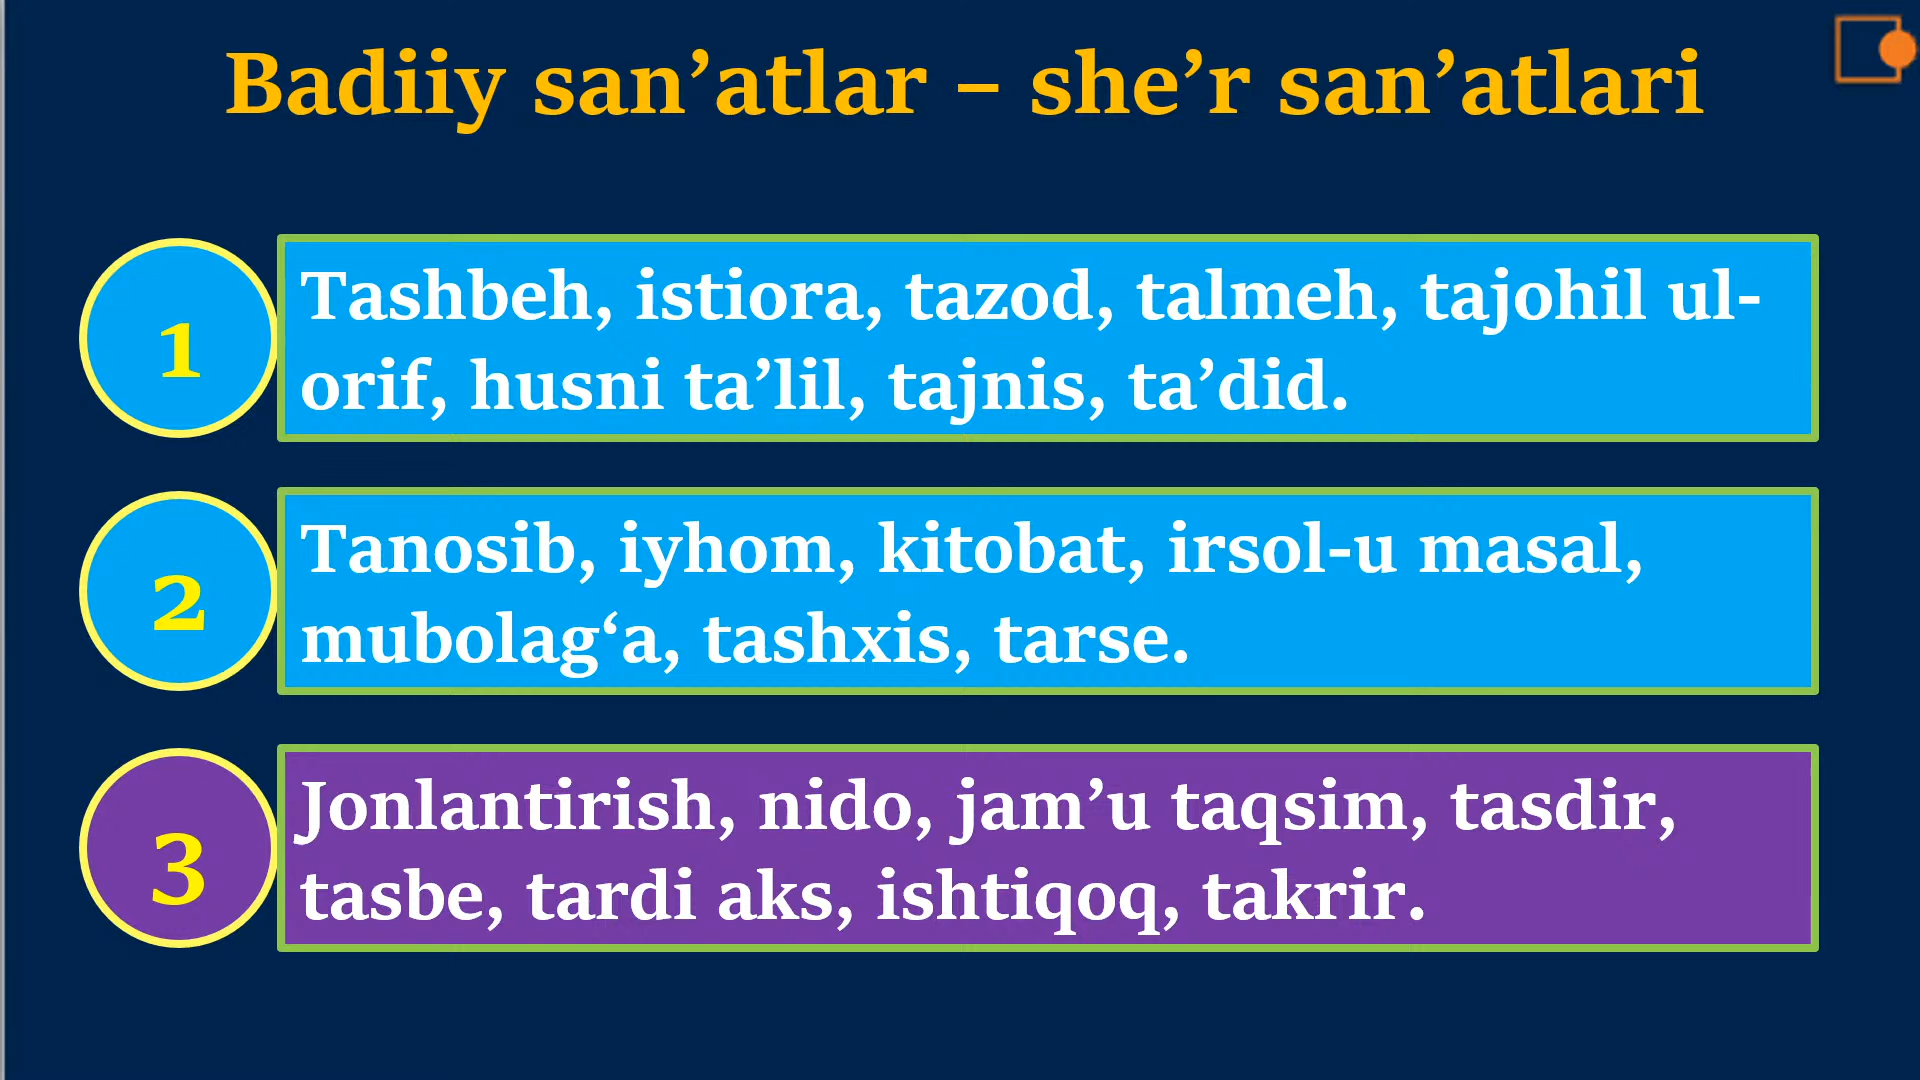 Badiiy san’atlar – she’r san’atlari
1
Tashbeh, istiora, tazod, talmeh, tajohil ul-
orif, husni ta’lil, tajnis, ta’did.
2
Tanosib, iyhom, kitobat, irsol-u masal,
mubolag‘a, tashxis, tarse.
3
Jonlantirish, nido, jam’u taqsim, tasdir,
tasbe, tardi aks, ishtiqoq, takrir.